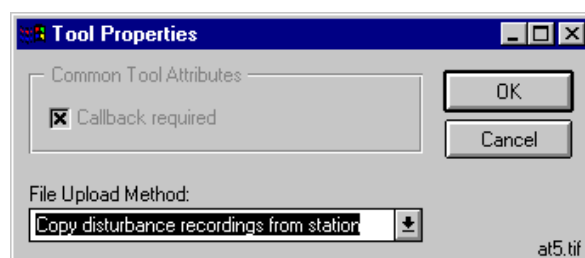 Tool Properties
Common Tool Attributes
OK
Callback required
Cancel
File Upload Method:
Copy disturbance recordings from station
at5.tif